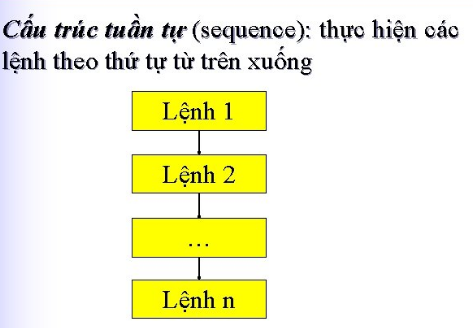 Cấu trúc tuần tự (sequence): thực hiện các
lệnh theo thứ tự từ trên xuống
Lệnh 1
Lệnh 2
...
Lệnh n